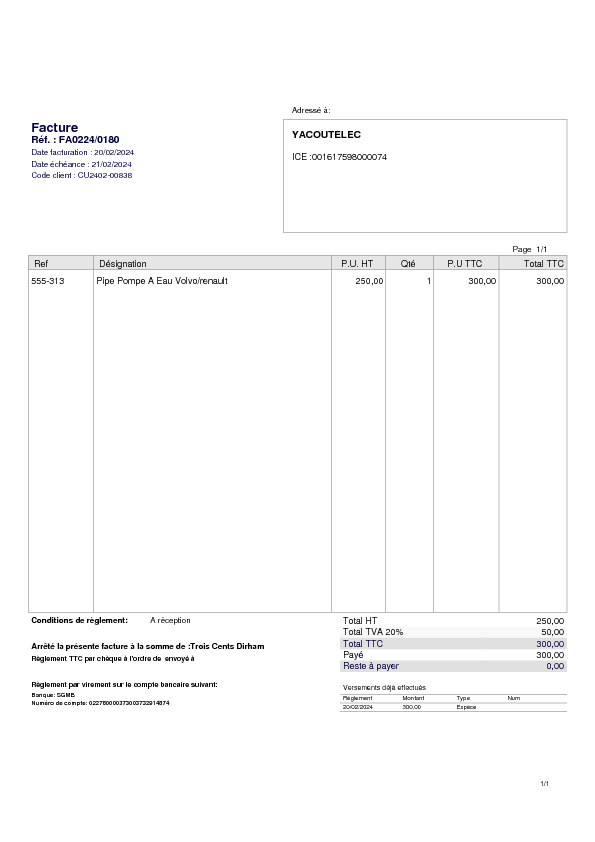 Adressé à:
Facture
Réf. : FA0224/0180
Date facturation : 20/02/2024
Date échéance : 21/02/2024
Code client : CU2402-00838
YACOUTELEC
ICE :001617598000074
Page 1/1
Ref Désignation P.U. HT Qté P.U TTC Total TTC
555-313 Pipe Pompe A Eau Volvo/renault 250,00 1 300,00 300,00
Conditions de règlement: A réception
Arrêté la présente facture à la somme de :Trois Cents Dirham
Règlement TTC par chèque à l'ordre de envoyé à
Règlement par virement sur le compte bancaire suivant:
Banque: SGMB
Numéro de compte:
Total HT 250,00
Total TVA 20% 50,00
Total TTC 300,00
Payé 300,00
Reste à payer 0,00
Versements déjà effectués
Règlement Montant Type Num
20/02/2024 300,00 Espèce
1/1